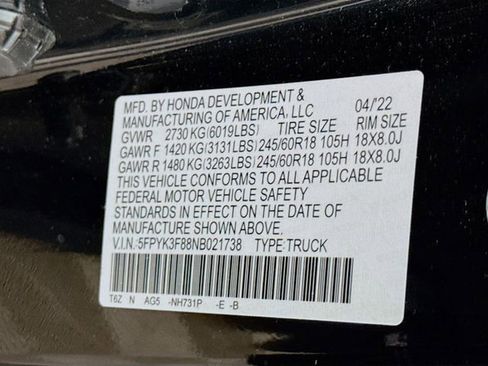 MFD. BY HONDA DEVELOPMENT &
MANUFACTURING OF AMERICA, LLC 04/'22
GVWR 2730 KG(6019LBS) TIRE SIZE RIM SIZE
GAWR F 1420 KG(3131LBS) 245/60R18 105H 18X8.0J
GAWR R 1480 KG(3263LBS) 245/60R18 105H 18X8.0J
THIS VEHICLE CONFORMS TO ALL APPLICABLE
FEDERAL MOTOR VEHICLE SAFETY
STANDARDS IN EFFECT ON THE DATE OF
MANUFACTURE SHOWN ABOVE.
V.I.N.:5FPYK3F88NB021738 TYPE:TRUCK
T6Z N AG5 -NH731P -E -B